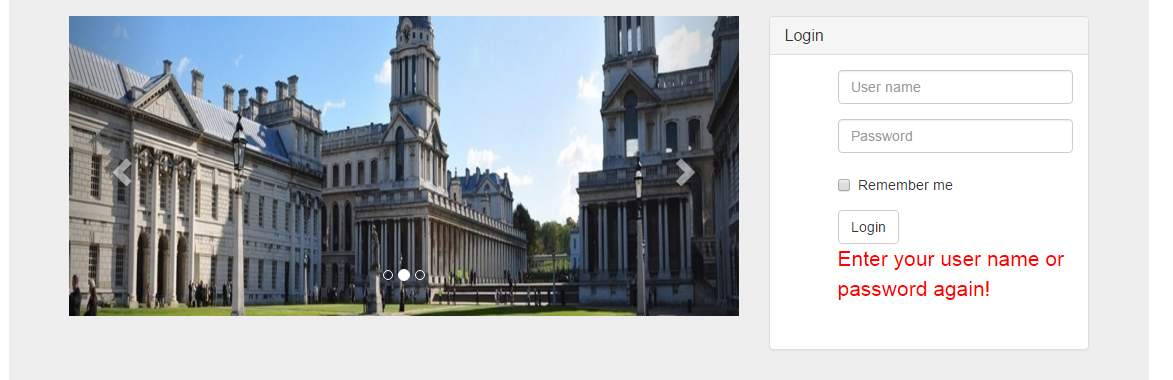 Login
User name
Password
Remember me
Login
Enter your user name or
password again!